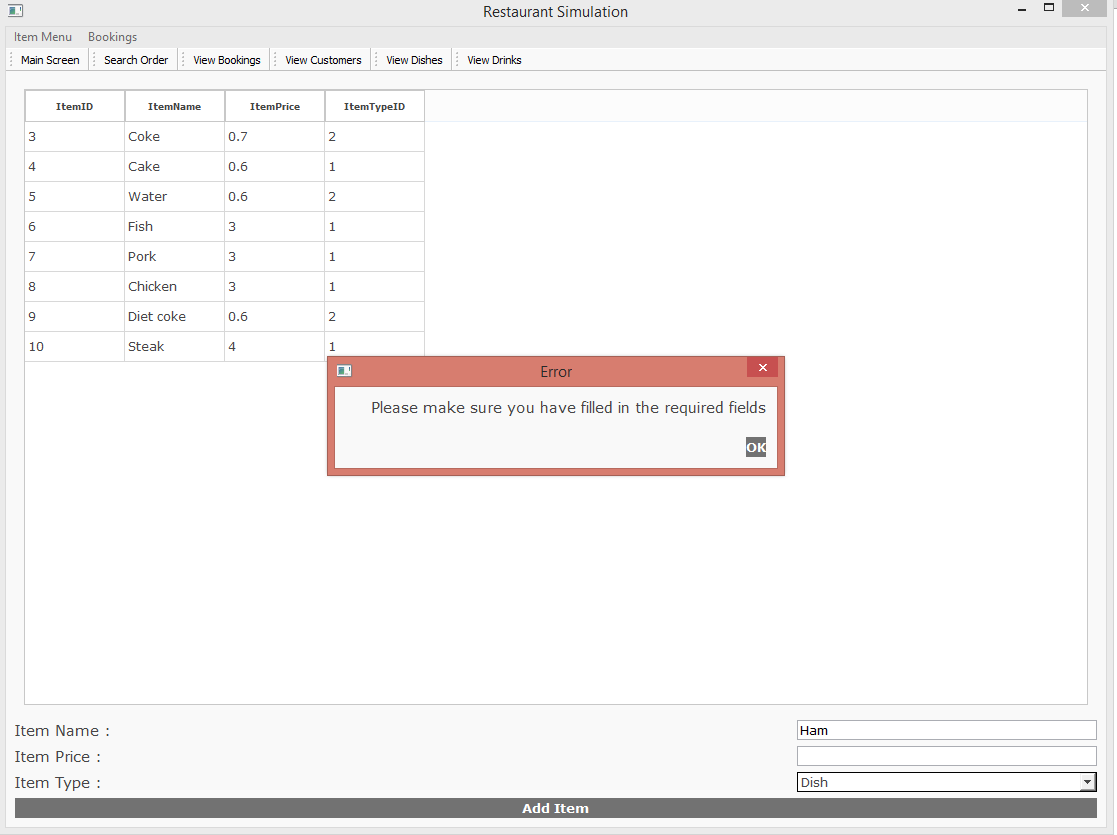 Restaurant Simulation
Item Menu Bookings
Main Screen Search Order View Bookings View Customers View Dishes View Drinks
ItemID ItemName ItemPrice ItemTypeID
3 Coke 0.7 2
4 Cake 0.6 1
5 Water 0.6 2
6 Fish 3 1
7 Pork 3 1
8 Chicken 3 1
9 Diet coke 0.6 2
10 Steak 4 1
Error
Please make sure you have filled in the required fields
OK
Item Name : Ham
Item Price :
Item Type : Dish
Add Item